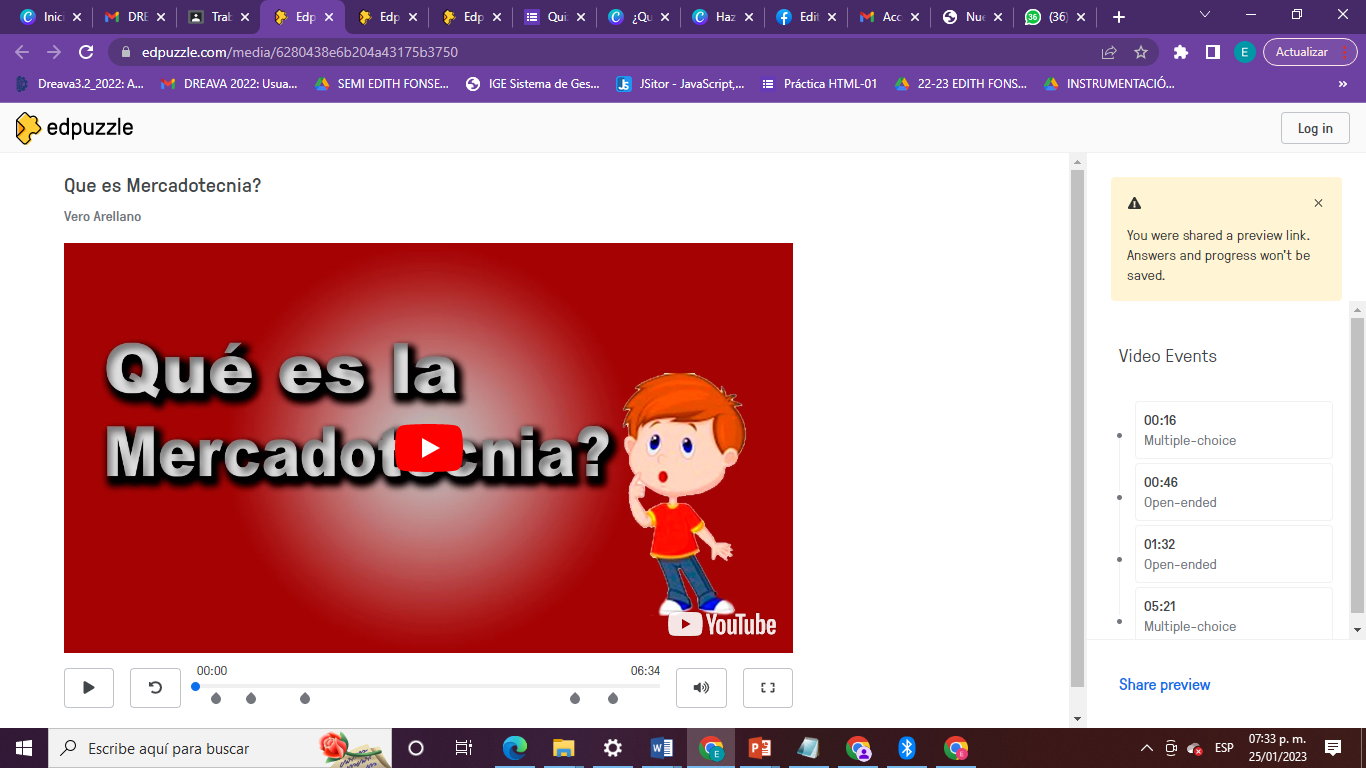 Inici
DRE
Trab
Edp
Edp
Edp
Qui
¿Qu
Haz
Edit
Acc
Nue
(36)
edpuzzle.com/media/6280438e6b204a43175b3750
E
Actualizar
Dreava3.2_2022: A...
DREAVA 2022: Usua...
SEMI EDITH FONSE...
IGE Sistema de Ges...
JSitor - JavaScript,...
Práctica HTML-01
22-23 EDITH FONS...
INSTRUMENTACIÓ...
»
edpuzzle
Log in
Que es Mercadotecnia?
Vero Arellano
Qué es la
Mercadotecnia?
YouTube
00:00
06:34
You were shared a preview link.
Answers and progress won't be
saved.
Video Events
00:16
Multiple-choice
00:46
Open-ended
01:32
Open-ended
05:21
Multiple-choice
Share preview
Escribe aquí para buscar
ESP
07:33 p. m.
25/01/2023